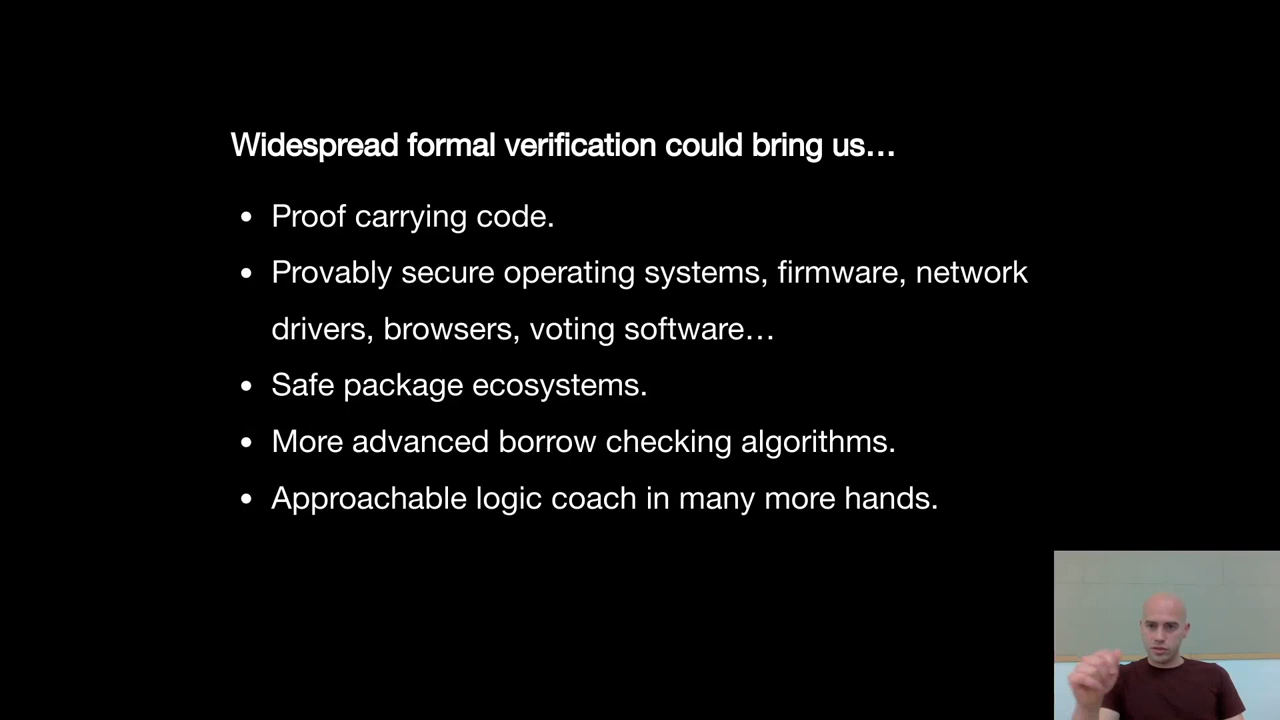 Widespread formal verification could bring us…
• Proof carrying code.
• Provably secure operating systems, firmware, network
drivers, browsers, voting software…
• Safe package ecosystems.
• More advanced borrow checking algorithms.
• Approachable logic coach in many more hands.